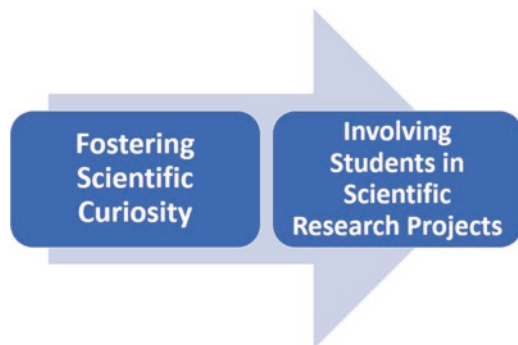 Fostering
Scientific
Curiosity
Involving
Students in
Scientific
Research Projects